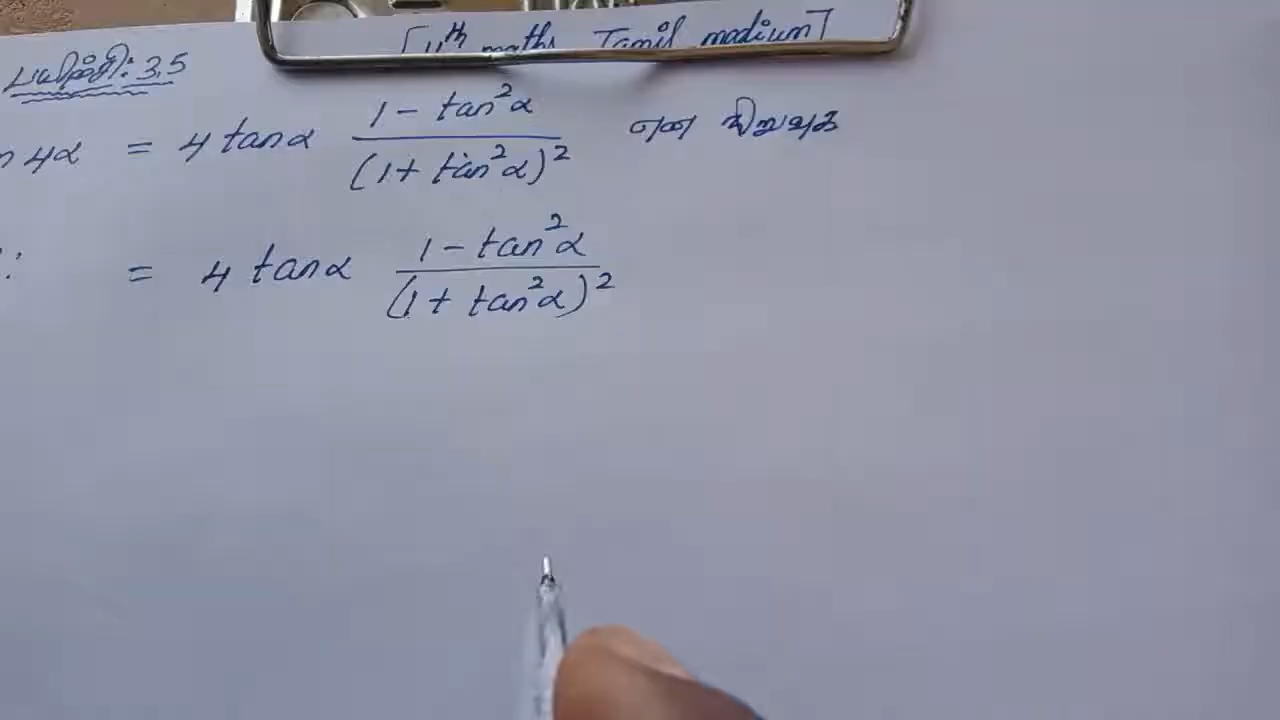 [11th maths Tamil medium]
பயிற்சி: 3.5
n 4α = 4 tanα (1 - tan²α)/(1 + tan²α)² என நிறுவுக
∴ = 4 tanα (1 - tan²α)/(1 + tan²α)²